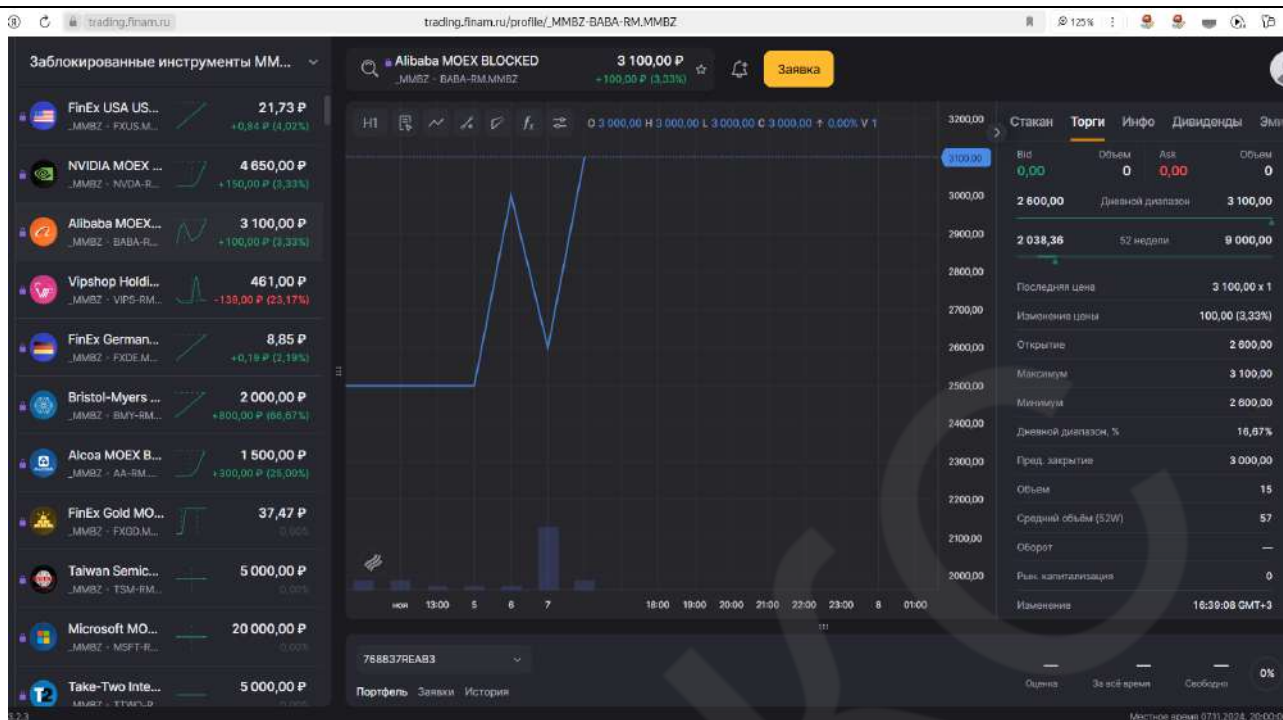 trading.finam.ru
trading.finam.ru/profile/_MMBZ-BABA-RM.MMBZ
125%
Заблокированные инструменты ММ...
FinEx USA US...
21,73 ₽
_MMBZ - FXUS.M...
+0,84 ₽ (4,02%)
NVIDIA MOEX ...
4 650,00 ₽
_MMBZ - NVDA-R...
+150,00 ₽ (3,33%)
Alibaba MOEX...
3 100,00 ₽
_MMBZ - BABA-R...
+100,00 ₽ (3,33%)
Vipshop Holdi...
461,00 ₽
_MMBZ - VIPS-RM...
-139,00 ₽ (23,17%)
FinEx German...
8,85 ₽
_MMBZ - FXDE.M...
+0,19 ₽ (2,19%)
Bristol-Myers ...
2 000,00 ₽
_MMBZ - BMY-RM...
+800,00 ₽ (66,67%)
Alcoa MOEX B...
1 500,00 ₽
_MMBZ - AA-RM....
+300,00 ₽ (25,00%)
FinEx Gold MO...
37,47 ₽
_MMBZ - FXGD.M...
0,00%
Taiwan Semic...
5 000,00 ₽
_MMBZ - TSM-RM...
0,00%
Microsoft MO...
20 000,00 ₽
_MMBZ - MSFT-R...
0,00%
Take-Two Inte...
5 000,00 ₽
Alibaba MOEX BLOCKED
3 100,00 ₽
_MMBZ - BABA-RM.MMBZ
+100,00 ₽ (3,33%)
Заявка
H1
O 3 000,00 H 3 000,00 L 3 000,00 C 3 000,00 ↑ 0,00% V 1
3200,00
3100,00
3000,00
2900,00
2800,00
2700,00
2600,00
2500,00
2400,00
2300,00
2200,00
2100,00
2000,00
ноя 13:00 5 6 7 18:00 19:00 20:00 21:00 22:00 23:00 8 01:00
Стакан Торги Инфо Дивиденды
Bid Объем Ask Объем
0,00 0 0,00 0
2 600,00 Дневной диапазон 3 100,00
2 038,36 52 недели 9 000,00
Последняя цена 3 100,00 x 1
Изменение цены 100,00 (3,33%)
Открытие 2 600,00
Максимум 3 100,00
Минимум 2 600,00
Дневной диапазон, % 16,67%
Пред. закрытие 3 000,00
Объем 15
Средний объём (52W) 57
Оборот —
Рын. капитализация 0
Изменение 16:39:08 GMT+3
768837REAB3
Портфель Заявки История
— — — 0%
Оценка За всё время Свободно
Местное время 07.11.2024, 20:00: